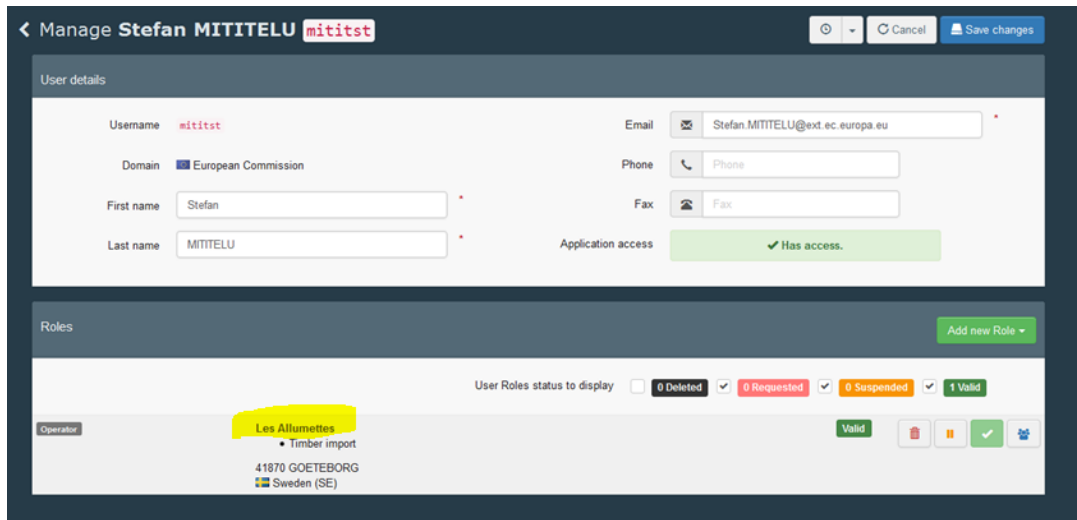 Manage Stefan MITITELU mititst
Cancel
Save changes
User details
Username mititst
Email Stefan.MITITELU@ext.ec.europa.eu *
Domain European Commission
Phone Phone
First name Stefan *
Fax Fax
Last name MITITELU *
Application access Has access.
Roles
Add new Role
User Roles status to display 0 Deleted 0 Requested 0 Suspended 1 Valid
Operator
Les Allumettes
Valid
• Timber import
41870 GOETEBORG
Sweden (SE)